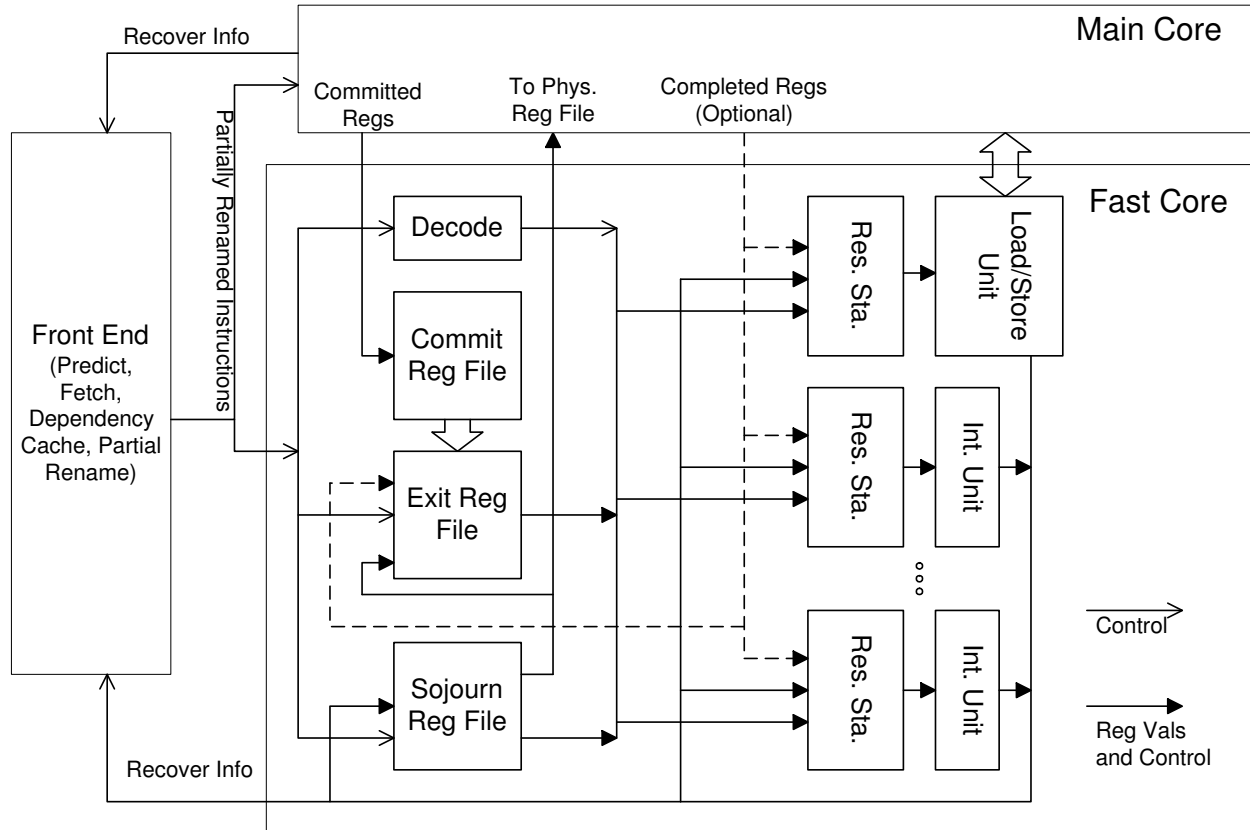 Main Core
Recover Info
Committed
Regs
To Phys.
Reg File
Completed Regs
(Optional)
Partially Renamed Instructions
Fast Core
Decode
Res. Sta.
Load/Store
Unit
Front End
(Predict,
Fetch,
Dependency
Cache, Partial
Rename)
Commit
Reg File
Res. Sta.
Int. Unit
Exit Reg
File
Control
Sojourn
Reg File
Res. Sta.
Int. Unit
Reg Vals
and Control
Recover Info